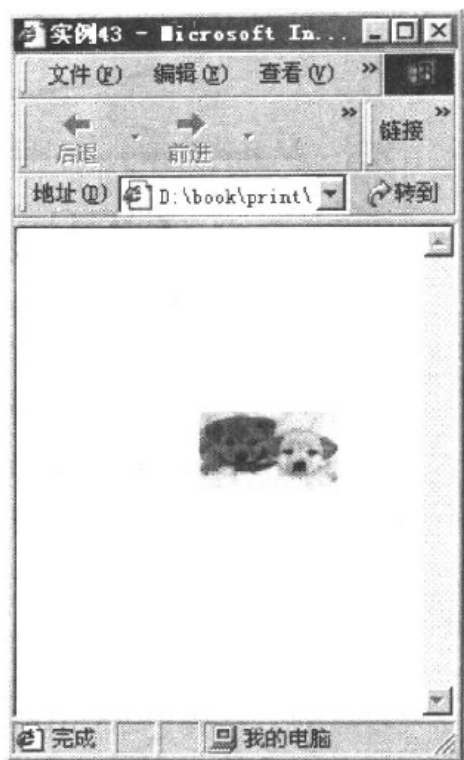 实例43 - Microsoft In...
文件(F) 编辑(E) 查看(V) »
后退 前进 » 链接 »
地址(D) D:\book\print\ 转到
完成 我的电脑